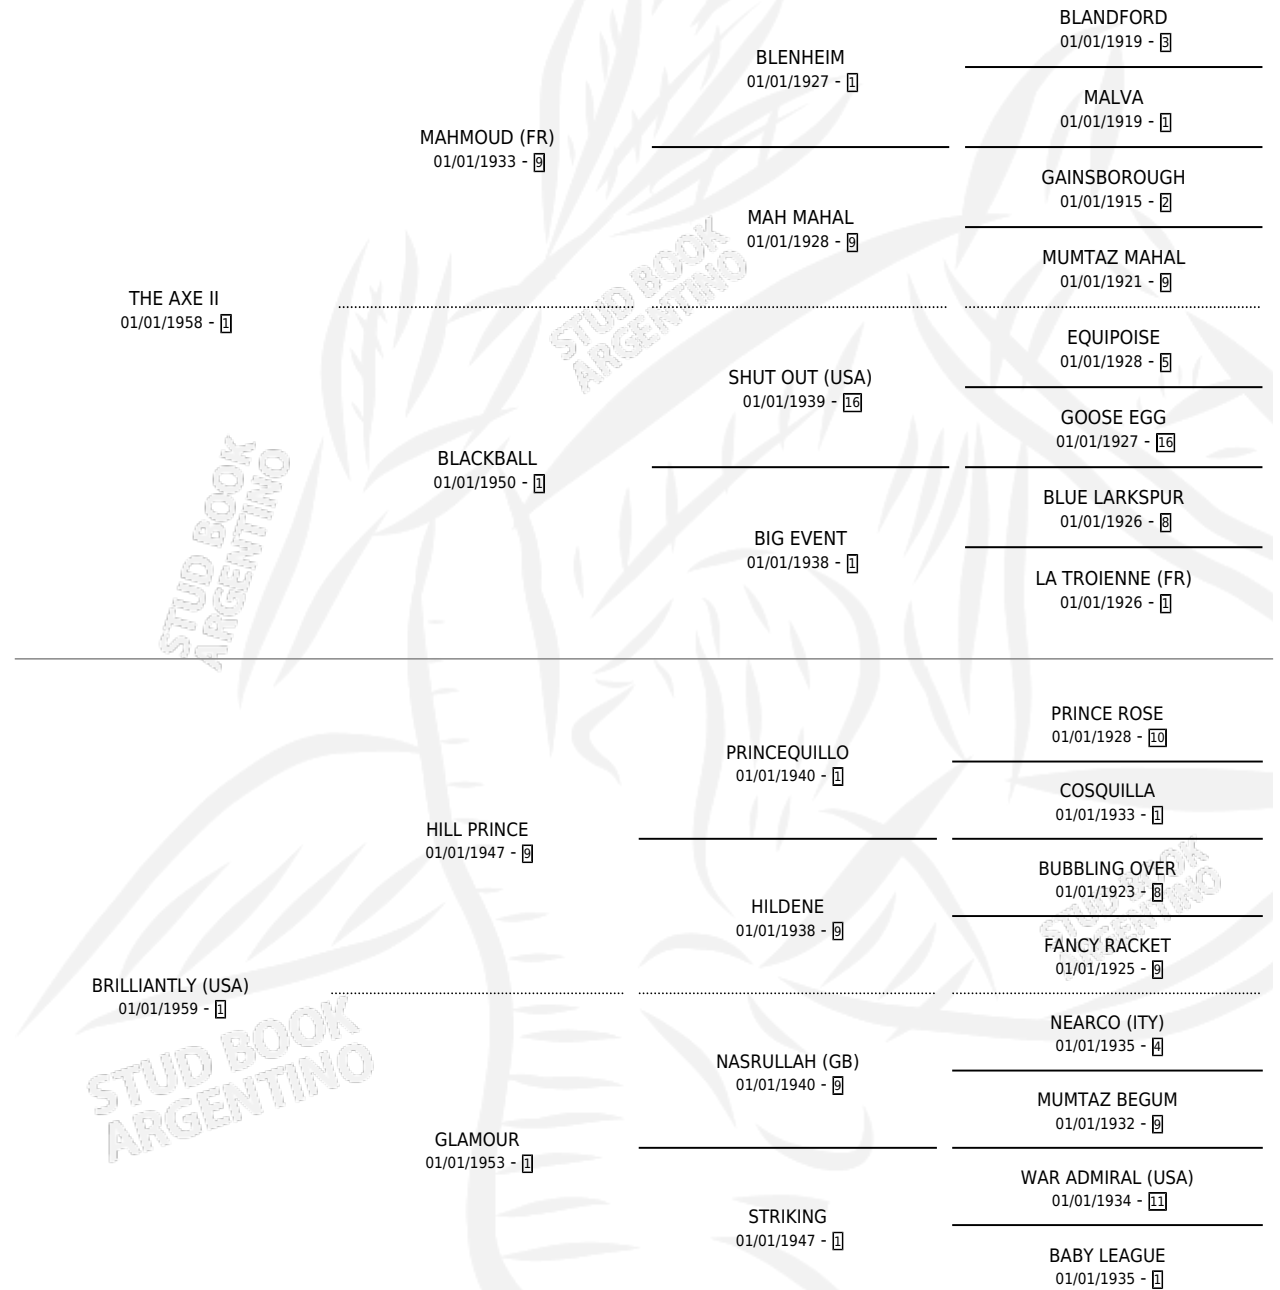 THE AXE II
01/01/1958 - 1
MAHMOUD (FR)
01/01/1933 - 9
BLACKBALL
01/01/1950 - 1
BLENHEIM
01/01/1927 - 1
MAH MAHAL
01/01/1928 - 9
SHUT OUT (USA)
01/01/1939 - 16
BIG EVENT
01/01/1938 - 1
BLANDFORD
01/01/1919 - 3
MALVA
01/01/1919 - 1
GAINSBOROUGH
01/01/1915 - 2
MUMTAZ MAHAL
01/01/1921 - 9
EQUIPOISE
01/01/1928 - 5
GOOSE EGG
01/01/1927 - 16
BLUE LARKSPUR
01/01/1926 - 8
LA TROIENNE (FR)
01/01/1926 - 1
STUD BOOK
ARGENTINO
STUD BOOK
ARGENTINO
BRILLIANTLY (USA)
01/01/1959 - 1
HILL PRINCE
01/01/1947 - 9
GLAMOUR
01/01/1953 - 1
PRINCEQUILLO
01/01/1940 - 1
HILDENE
01/01/1938 - 9
NASRULLAH (GB)
01/01/1940 - 9
STRIKING
01/01/1947 - 1
PRINCE ROSE
01/01/1928 - 10
COSQUILLA
01/01/1933 - 1
BUBBLING OVER
01/01/1923 - 8
FANCY RACKET
01/01/1925 - 9
NEARCO (ITY)
01/01/1935 - 4
MUMTAZ BEGUM
01/01/1932 - 9
WAR ADMIRAL (USA)
01/01/1934 - 11
BABY LEAGUE
01/01/1935 - 1
STUD BOOK
ARGENTINO
STUD BOOK
ARGENTINO